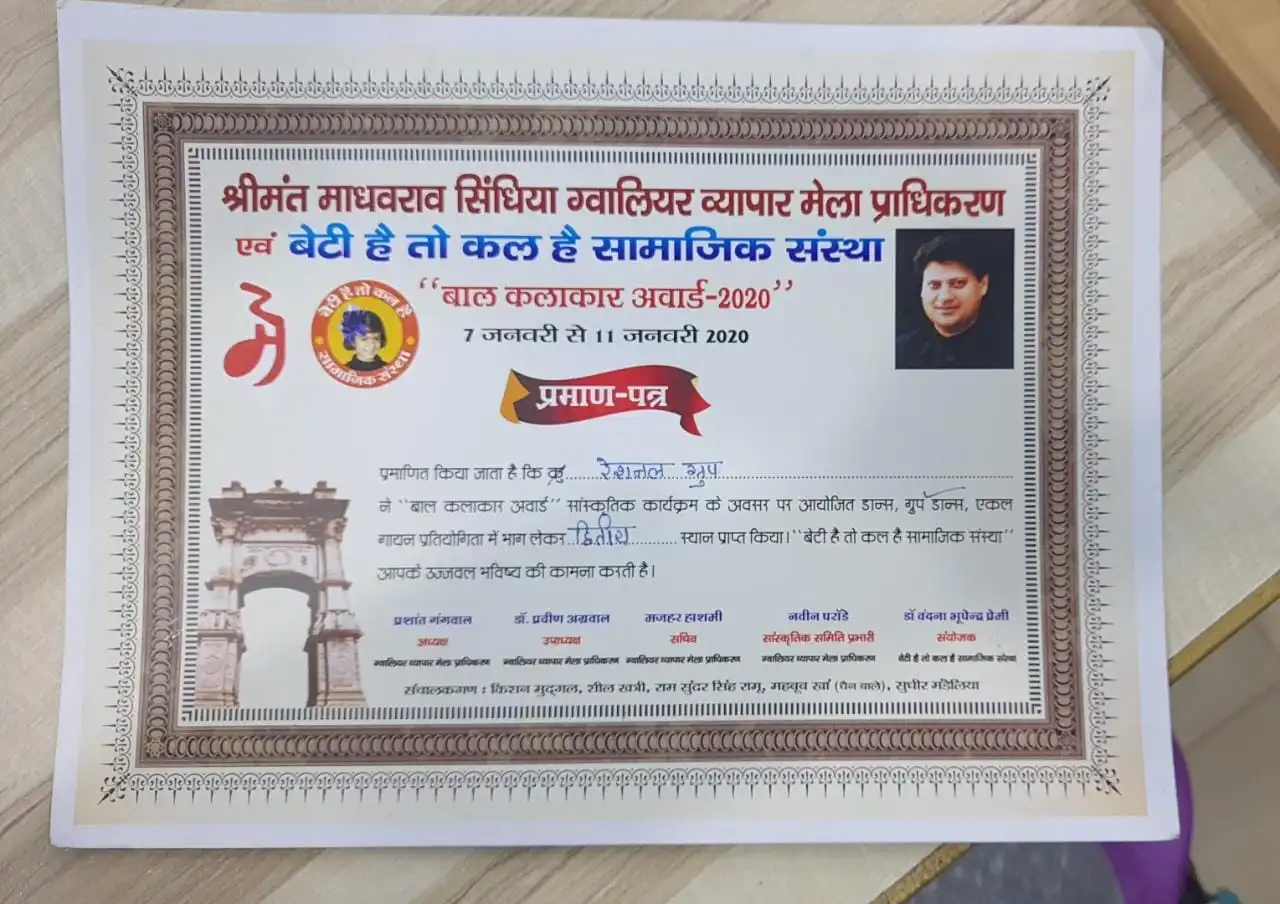 श्रीमंत माधवराव सिंधिया ग्वालियर व्यापार मेला प्राधिकरण
एवं बेटी है तो कल है सामाजिक संस्था
‘‘बाल कलाकार अवार्ड-2020’’
7 जनवरी से 11 जनवरी 2020
बेटी है तो कल है
सामाजिक संस्था
प्रमाण-पत्र
प्रमाणित किया जाता है कि कु......रेशनल ग्रुप
ने ‘‘बाल कलाकार अवार्ड’’ सांस्कृतिक कार्यक्रम के अवसर पर आयोजित डान्स, ग्रुप डॉन्स, एकल
गायन प्रतियोगिता में भाग लेकर..द्वितीय.......... स्थान प्राप्त किया। ‘‘बेटी है तो कल है सामाजिक संस्था’’
आपके उज्जवल भविष्य की कामना करती है।
प्रशांत गंगवाल डॉ. प्रवीण अग्रवाल मजहर हाशमी नवीन परांडे डॉ वंदना भूपेन्द्र प्रेमी
अध्यक्ष उपाध्यक्ष सचिव सांस्कृतिक समिति प्रभारी संयोजक
ग्वालियर व्यापार मेला प्राधिकरण ग्वालियर व्यापार मेला प्राधिकरण ग्वालियर व्यापार मेला प्राधिकरण ग्वालियर व्यापार मेला प्राधिकरण बेटी है तो कल है सामाजिक संस्था
संचालकगण : किशन मुद्गल, शील खत्री, राम सुंदर सिंह रामू, महबूब खां (चैन वाले), सुधीर मंडेलिया